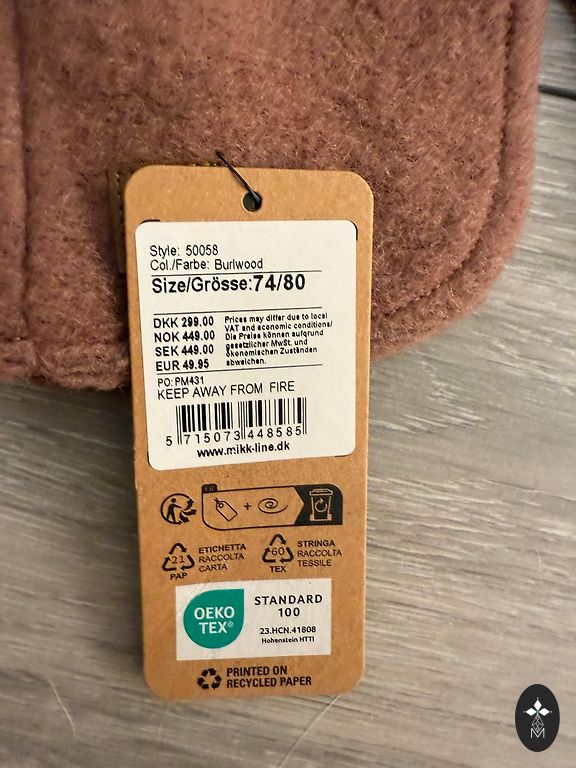 Style: 50058
Col./Farbe: Burlwood
Size/Grösse:74/80
DKK 299.00
NOK 449.00
SEK 449.00
EUR 49.95
Prices may differ due to local
VAT and economic conditions/
Die Preise können aufgrund
gesetzlicher MwSt. und
ökonomischen Zuständen
abweichen.
PO: PM431
KEEP AWAY FROM FIRE
5 715073 448585
www.mikk-line.dk
FR
+
21
PAP
ETICHETTA
RACCOLTA
CARTA
60
TEX
STRINGA
RACCOLTA
TESSILE
OEKO
TEX®
STANDARD
100
23.HCN.41808
Hohenstein HTTI
PRINTED ON
RECYCLED PAPER
M